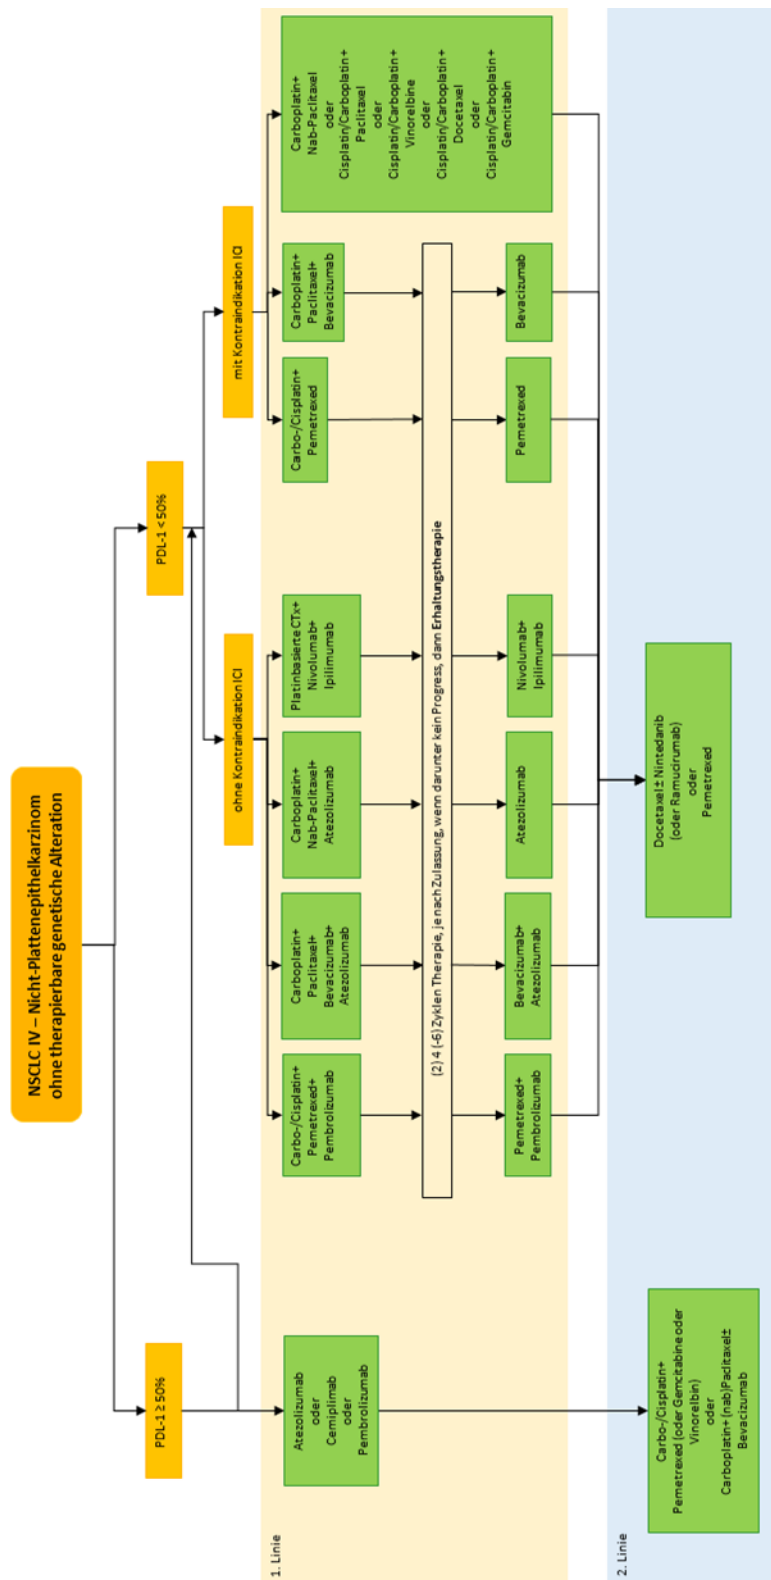 NSCLC IV – Nicht-Plattenepithelkarzinom
ohne therapierbare genetische Alteration
PDL-1 ≥ 50%
PDL-1 < 50%
ohne Kontraindikation ICI
mit Kontraindikation ICI
1. Linie
Atezolizumab
oder
Cemiplimab
oder
Pembrolizumab
Carbo-/Cisplatin+
Pemetrexed+
Pembrolizumab
Carboplatin+
Paclitaxel+
Bevacizumab+
Atezolizumab
Carboplatin+
Nab-Paclitaxel+
Atezolizumab
Platinbasierte CTx+
Nivolumab+
Ipilimumab
Carbo-/Cisplatin+
Pemetrexed
Carboplatin+
Paclitaxel+
Bevacizumab
Carboplatin+
Nab-Paclitaxel
oder
Cisplatin/Carboplatin+
Paclitaxel
oder
Cisplatin/Carboplatin+
Vinorelbine
oder
Cisplatin/Carboplatin+
Docetaxel
oder
Cisplatin/Carboplatin+
Gemcitabin
(2) 4 (-6) Zyklen Therapie, je nach Zulassung, wenn darunter kein Progress, dann Erhaltungstherapie
Pemetrexed+
Pembrolizumab
Bevacizumab+
Atezolizumab
Atezolizumab
Nivolumab+
Ipilimumab
Pemetrexed
Bevacizumab
2. Linie
Carbo-/Cisplatin+
Pemetrexed (oder Gemcitabine oder
Vinorelbin)
oder
Carboplatin+ (nab)Paclitaxel±
Bevacizumab
Docetaxel ± Nintedanib
(oder Ramucirumab)
oder
Pemetrexed